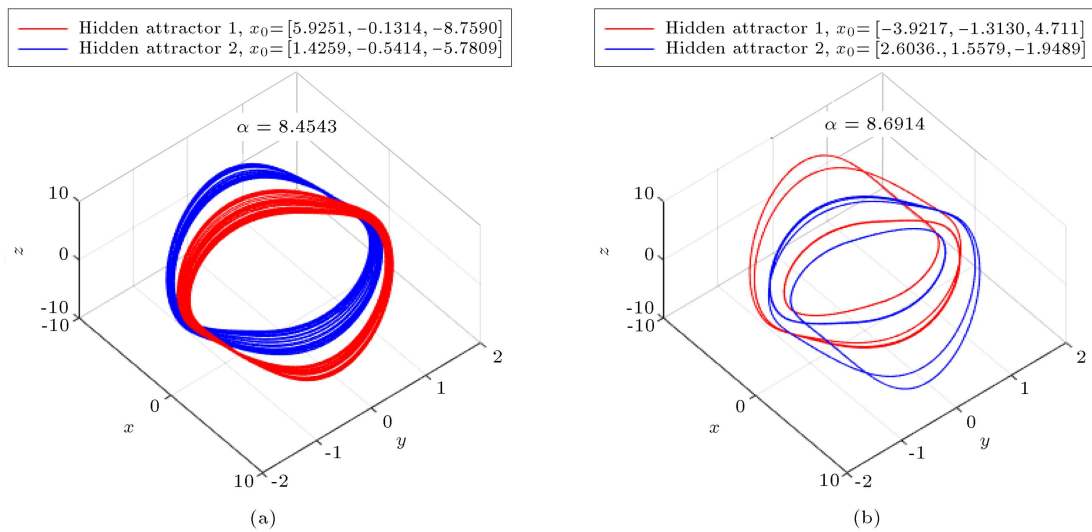 Hidden attractor 1, x₀=[5.9251, −0.1314, −8.7590]
Hidden attractor 2, x₀=[1.4259, −0.5414, −5.7809]
α = 8.4543
10
0
-10
z
-10
0
10
x
-2
-1
0
1
2
y
(a)
Hidden attractor 1, x₀=[−3.9217, −1.3130, 4.711]
Hidden attractor 2, x₀=[2.6036., 1.5579, −1.9489]
α = 8.6914
10
0
-10
z
-10
0
10
x
-2
-1
0
1
2
y
(b)